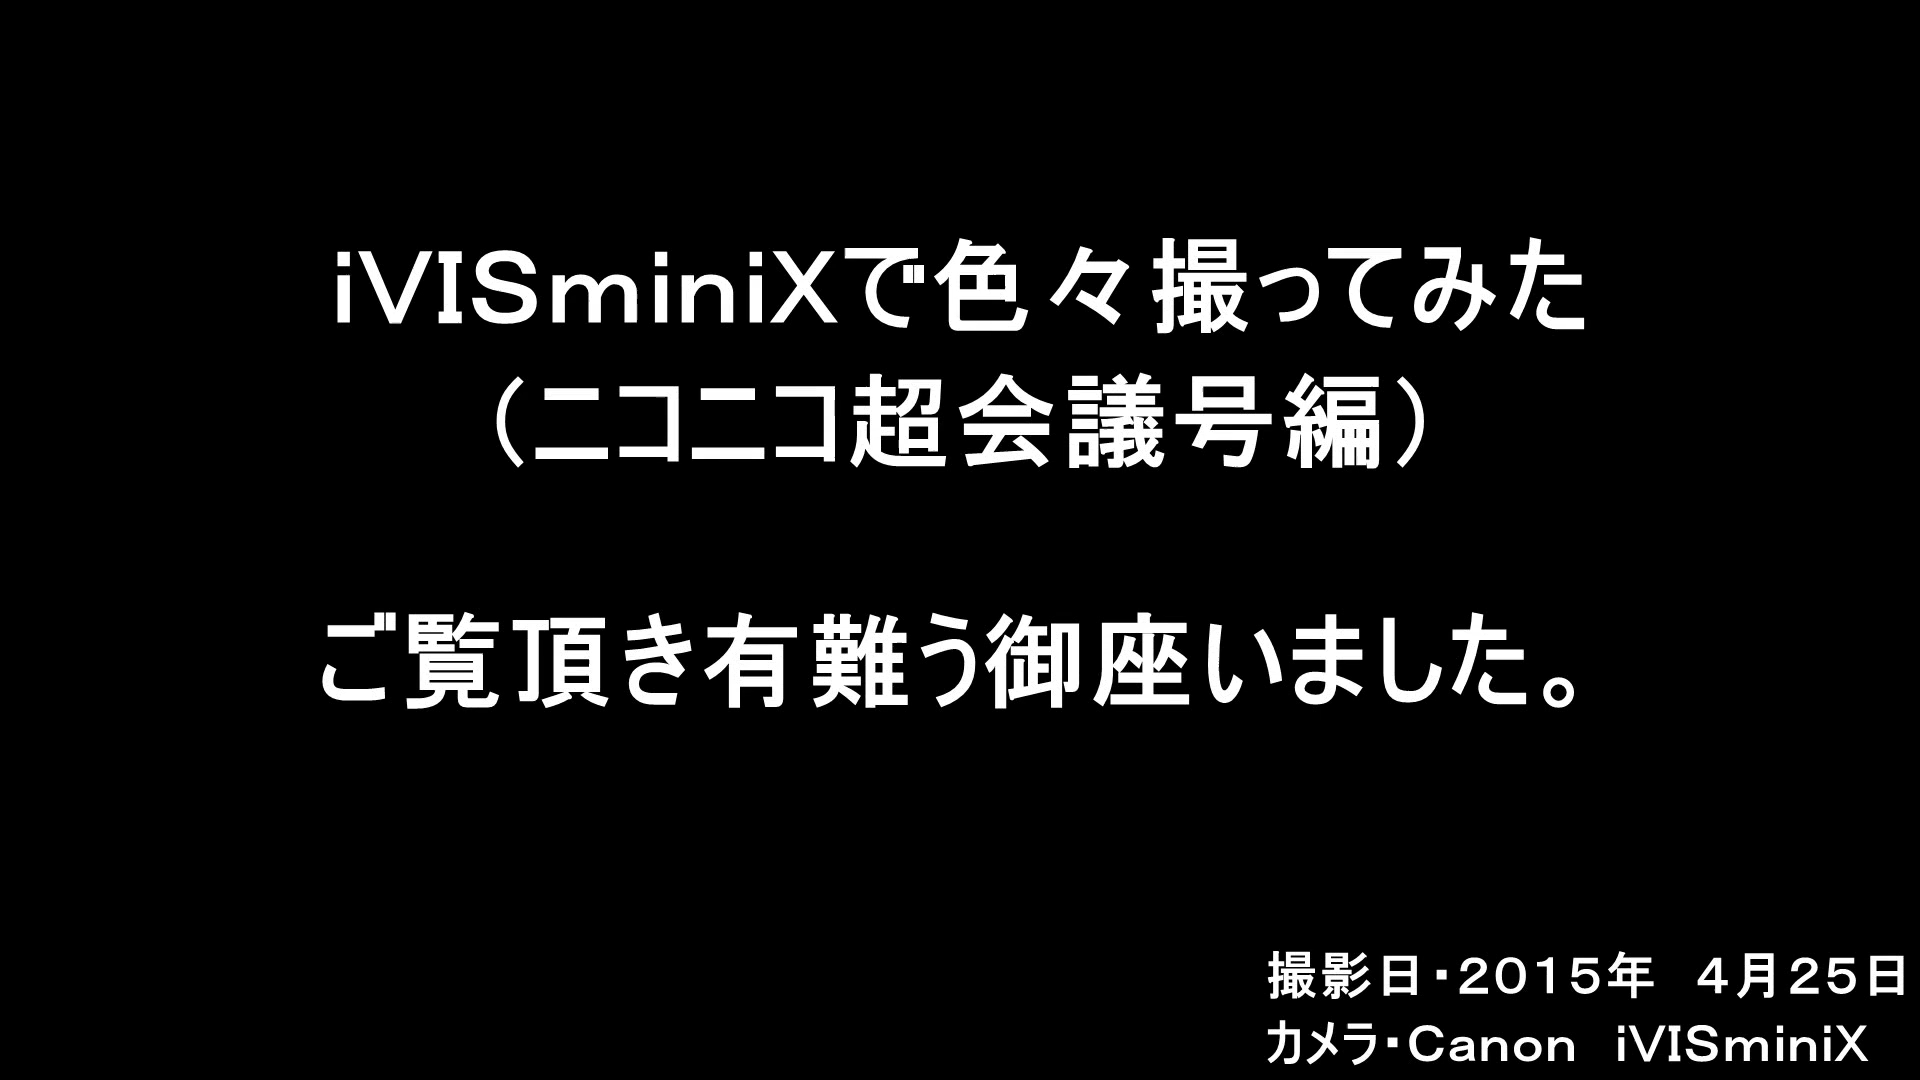 iVISminiXで色々撮ってみた
（ニコニコ超会議号編）
ご覧頂き有難う御座いました。
撮影日・２０１５年　４月２５日
カメラ・Canon　iVISminiX